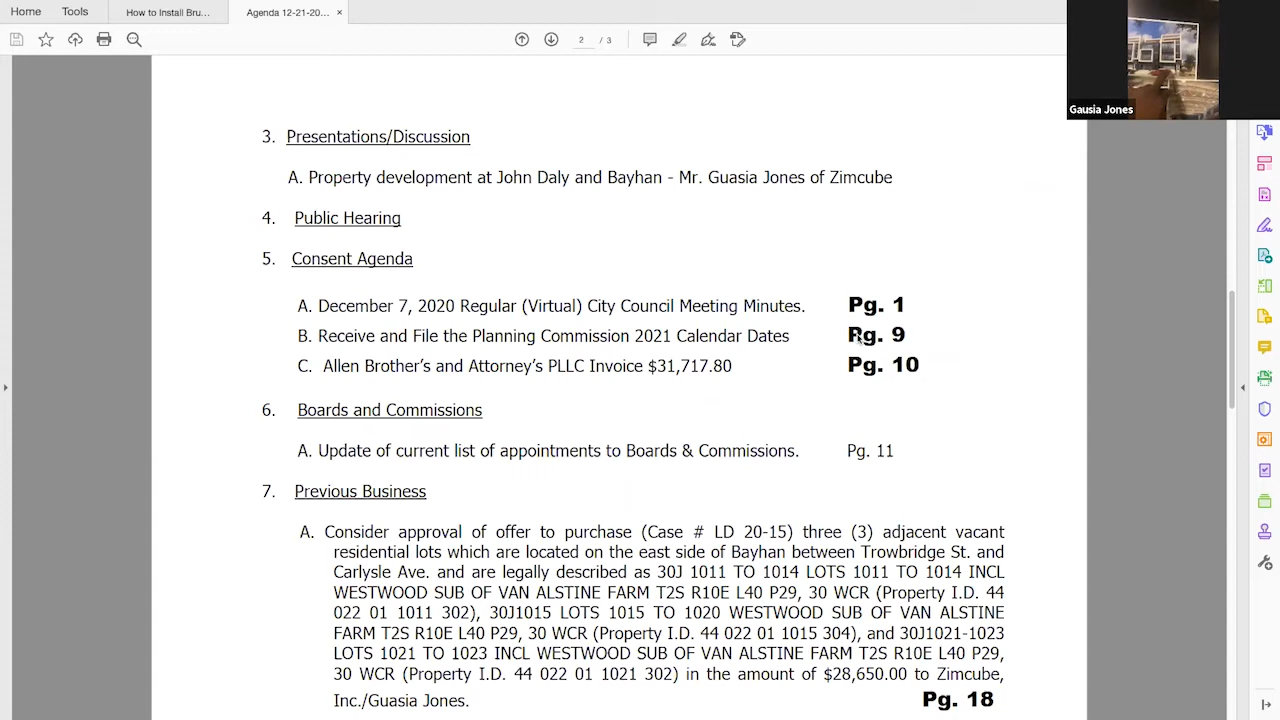 Home
Tools
How to Install Bru...
Agenda 12-21-20...
2 / 3
Gausia Jones
3. Presentations/Discussion
A. Property development at John Daly and Bayhan - Mr. Guasia Jones of Zimcube
4. Public Hearing
5. Consent Agenda
A. December 7, 2020 Regular (Virtual) City Council Meeting Minutes. Pg. 1
B. Receive and File the Planning Commission 2021 Calendar Dates Pg. 9
C. Allen Brother's and Attorney's PLLC Invoice $31,717.80 Pg. 10
6. Boards and Commissions
A. Update of current list of appointments to Boards & Commissions. Pg. 11
7. Previous Business
A. Consider approval of offer to purchase (Case # LD 20-15) three (3) adjacent vacant
residential lots which are located on the east side of Bayhan between Trowbridge St. and
Carlysle Ave. and are legally described as 30J 1011 TO 1014 LOTS 1011 TO 1014 INCL
WESTWOOD SUB OF VAN ALSTINE FARM T2S R10E L40 P29, 30 WCR (Property I.D. 44
022 01 1011 302), 30J1015 LOTS 1015 TO 1020 WESTWOOD SUB OF VAN ALSTINE
FARM T2S R10E L40 P29, 30 WCR (Property I.D. 44 022 01 1015 304), and 30J1021-1023
LOTS 1021 TO 1023 INCL WESTWOOD SUB OF VAN ALSTINE FARM T2S R10E L40 P29,
30 WCR (Property I.D. 44 022 01 1021 302) in the amount of $28,650.00 to Zimcube,
Inc./Guasia Jones. Pg. 18